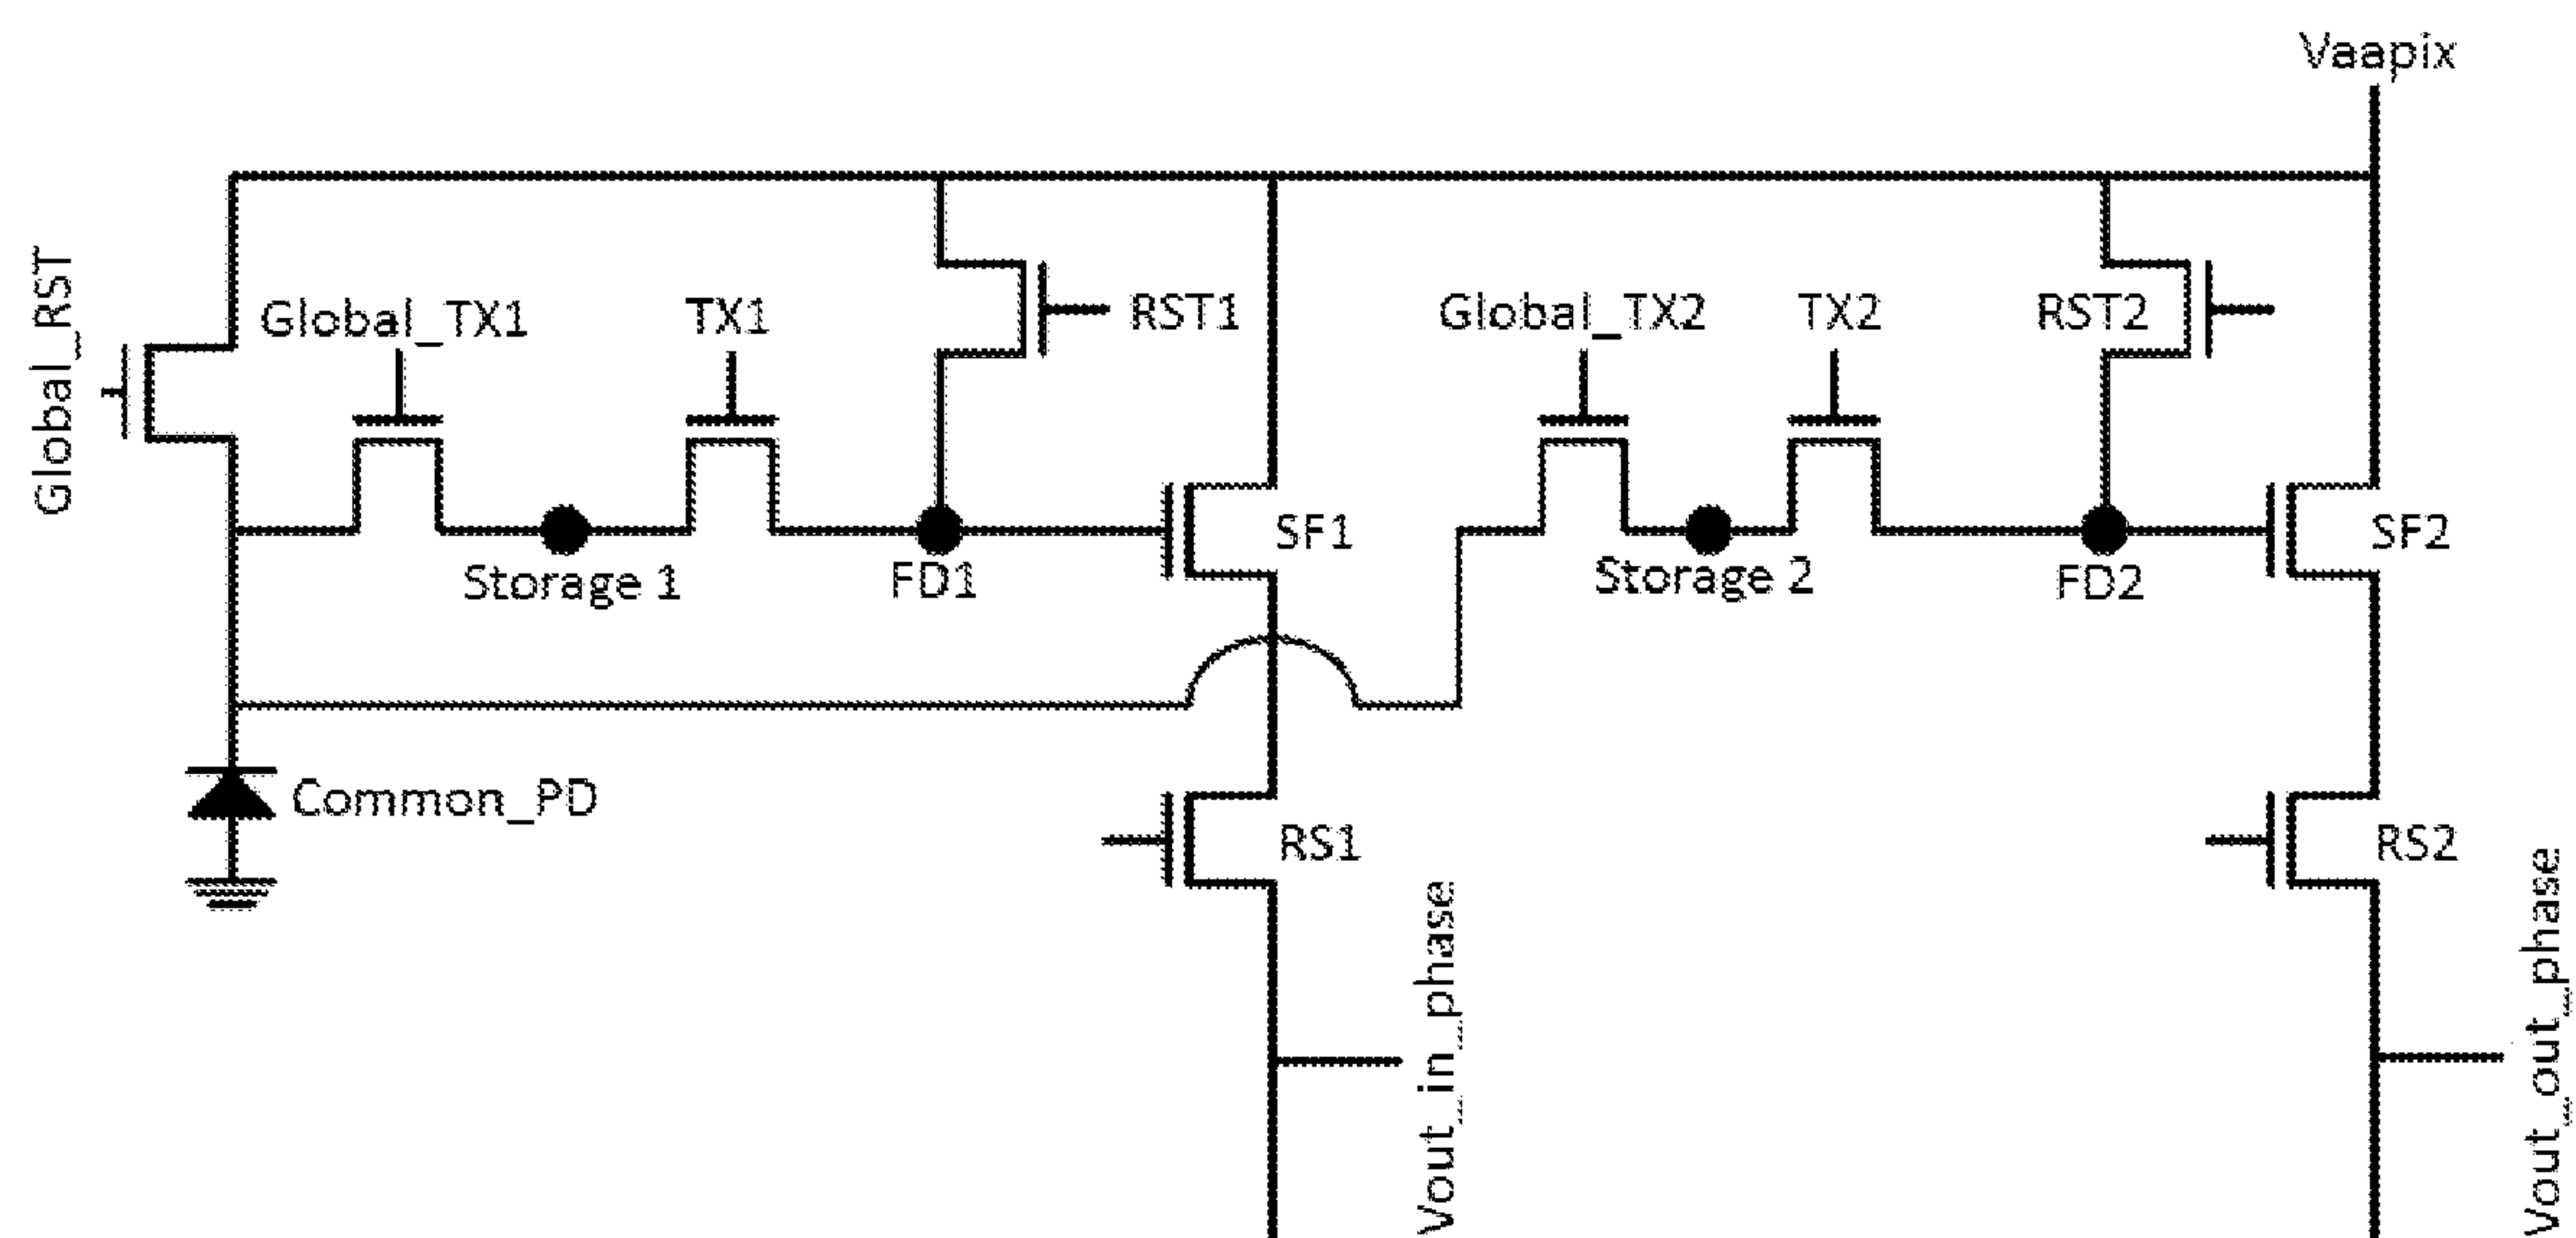 Vaapix
Global_RST
Global_TX1
TX1
RST1
Global_TX2
TX2
RST2
Storage 1
FD1
SF1
Storage 2
FD2
SF2
Common_PD
RS1
RS2
Vout_in_phase
Vout_out_phase